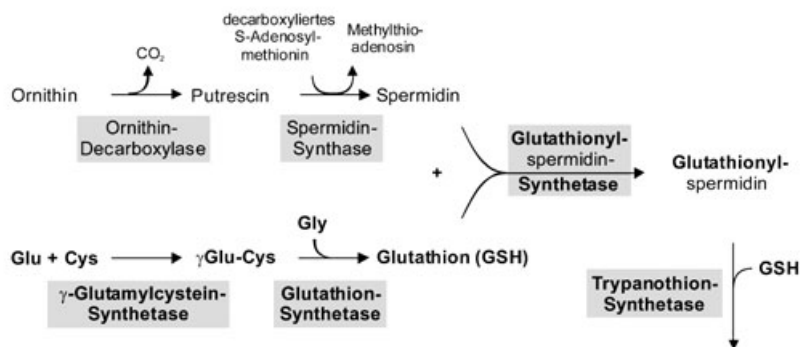 decarboxyliertes
S-Adenosyl-
methionin
Methylthio-
adenosin
CO₂
Ornithin
Putrescin
Spermidin
Ornithin-
Decarboxylase
Spermidin-
Synthase
+
Glutathionyl-
spermidin-
Synthetase
Glutathionyl-
spermidin
Gly
Glu + Cys
γGlu-Cys
Glutathion (GSH)
γ-Glutamylcystein-
Synthetase
Glutathion-
Synthetase
Trypanothion-
Synthetase
GSH